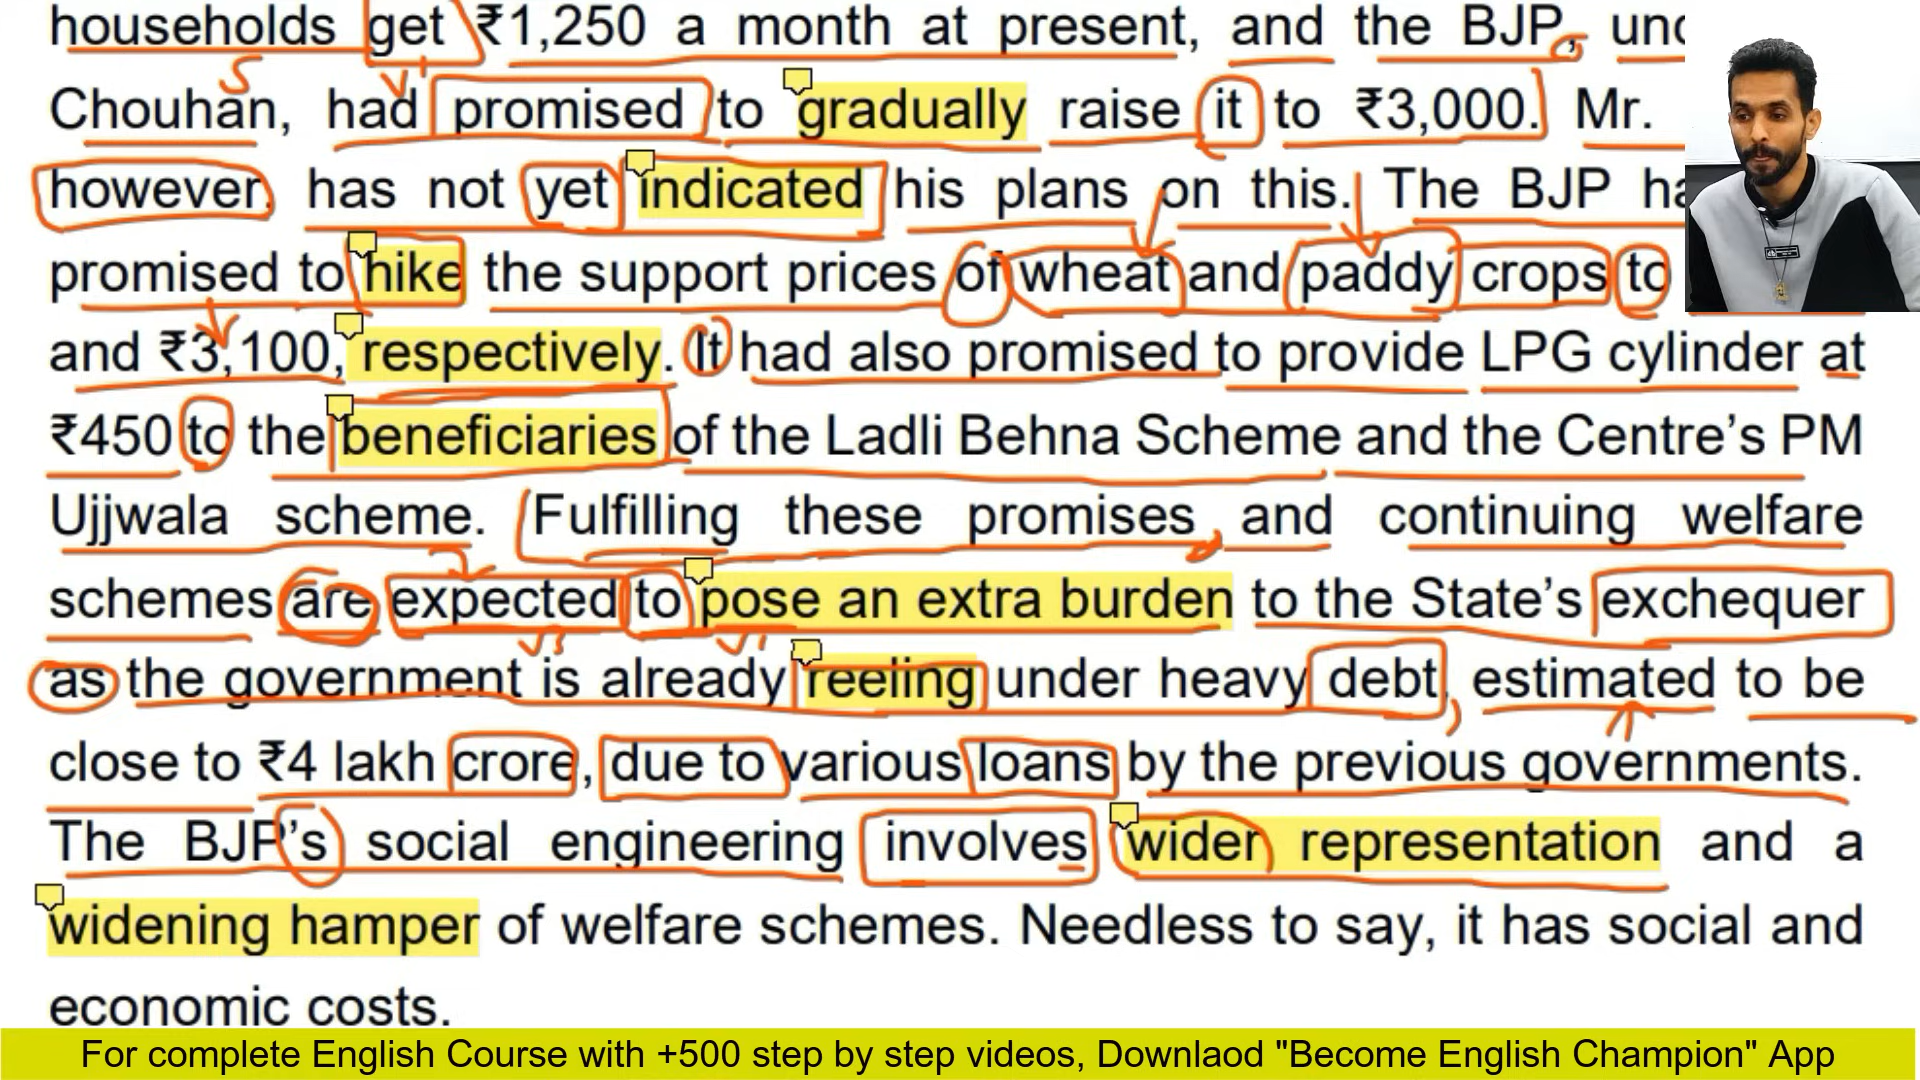 households get ₹1,250 a month at present, and the BJP,
Chouhan, had promised to gradually raise it to ₹3,000. Mr.
however, has not yet indicated his plans on this. The BJP
promised to hike the support prices of wheat and paddy crops to
and ₹3,100, respectively. It had also promised to provide LPG cylinder at
₹450 to the beneficiaries of the Ladli Behna Scheme and the Centre’s PM
Ujjwala scheme. Fulfilling these promises, and continuing welfare
schemes are expected to pose an extra burden to the State’s exchequer
as the government is already reeling under heavy debt, estimated to be
close to ₹4 lakh crore, due to various loans by the previous governments.
The BJP’s social engineering involves wider representation and a
widening hamper of welfare schemes. Needless to say, it has social and
economic costs.
For complete English Course with +500 step by step videos, Downlaod "Become English Champion" App